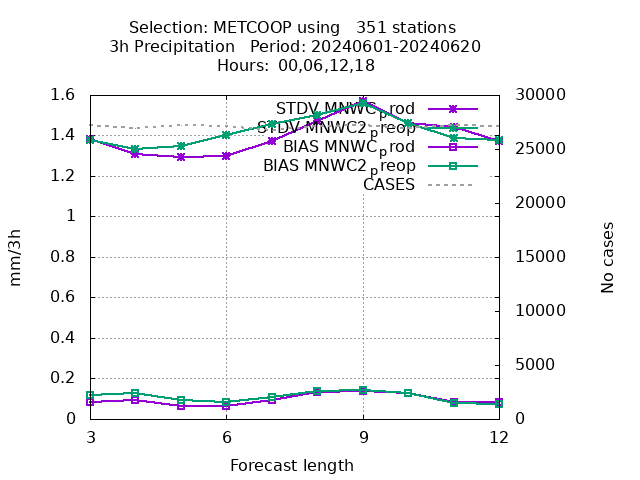 Selection: METCOOP using   351 stations
3h Precipitation   Period: 20240601-20240620
Hours:  00,06,12,18
1.6
1.4
1.2
1
0.8
0.6
0.4
0.2
0
30000
25000
20000
15000
10000
5000
0
STDV MNWC_prod
STDV MNWC2_preop
BIAS MNWC_prod
BIAS MNWC2_preop
CASES
mm/3h
No cases
3
6
9
12
Forecast length